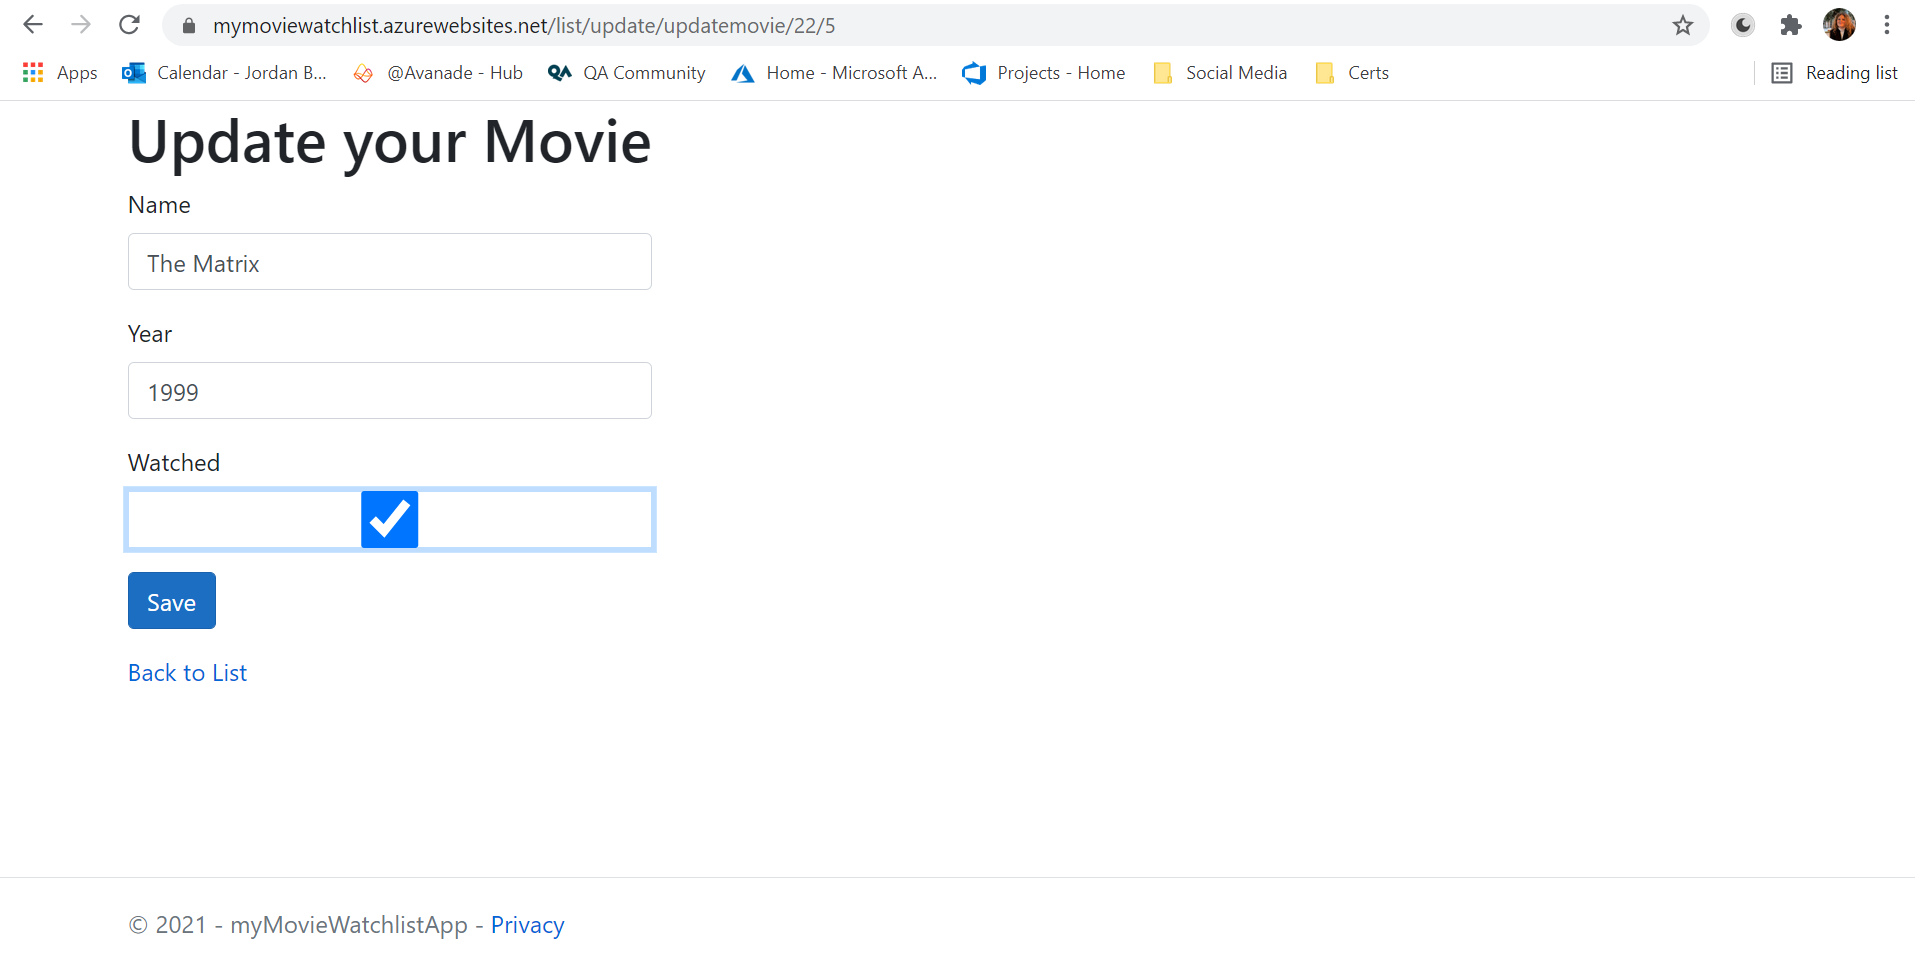 mymoviewatchlist.azurewebsites.net/list/update/updatemovie/22/5
Apps Calendar - Jordan B... @Avanade - Hub QA QA Community Home - Microsoft A... Projects - Home Social Media Certs Reading list
Update your Movie
Name
The Matrix
Year
1999
Watched
Save
Back to List
© 2021 - myMovieWatchlistApp - Privacy